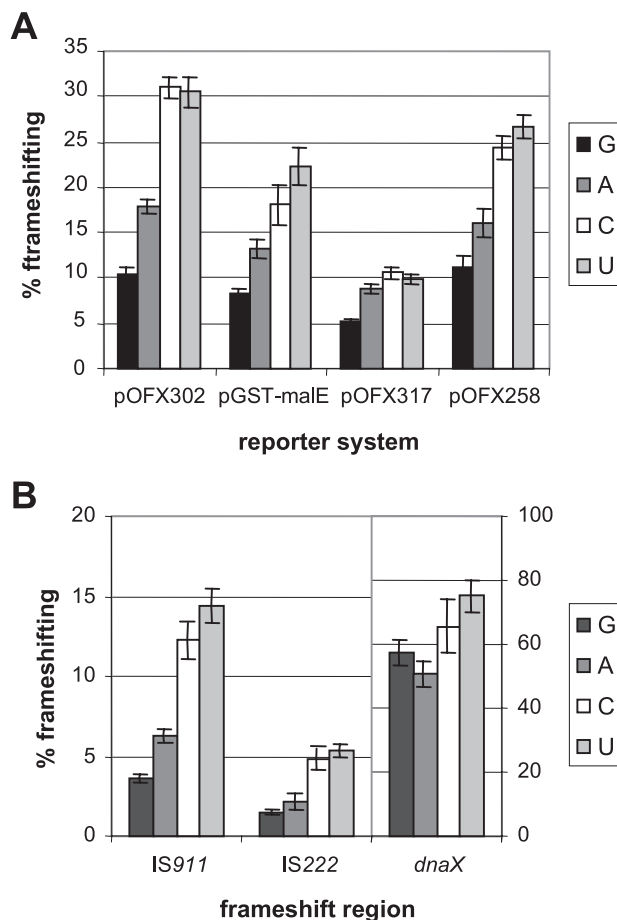 A
35
30
25
20
15
10
5
0
% ftrameshifting
pOFX302 pGST-malE pOFX317 pOFX258
reporter system
G
A
C
U
B
20
15
10
5
0
% frameshifting
100
80
60
40
20
0
IS911 IS222 dnaX
frameshift region
G
A
C
U